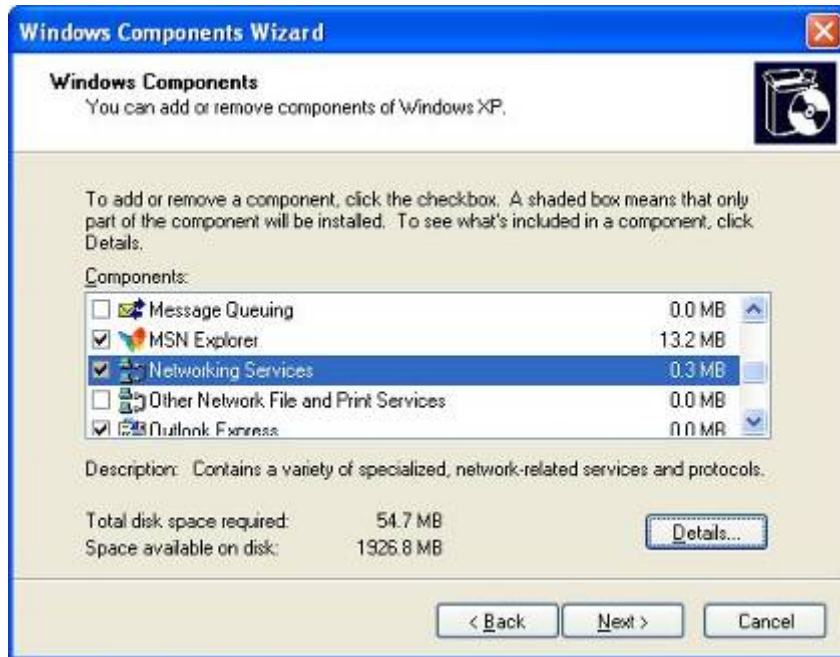 Windows Components Wizard
Windows Components
You can add or remove components of Windows XP.
To add or remove a component, click the checkbox. A shaded box means that only
part of the component will be installed. To see what's included in a component, click
Details.
Components:
Message Queuing 0.0 MB
MSN Explorer 13.2 MB
Networking Services 0.3 MB
Other Network File and Print Services 0.0 MB
Outlook Express 0.0 MB
Description: Contains a variety of specialized, network-related services and protocols.
Total disk space required: 54.7 MB
Space available on disk: 1926.8 MB
Details...
< Back Next > Cancel